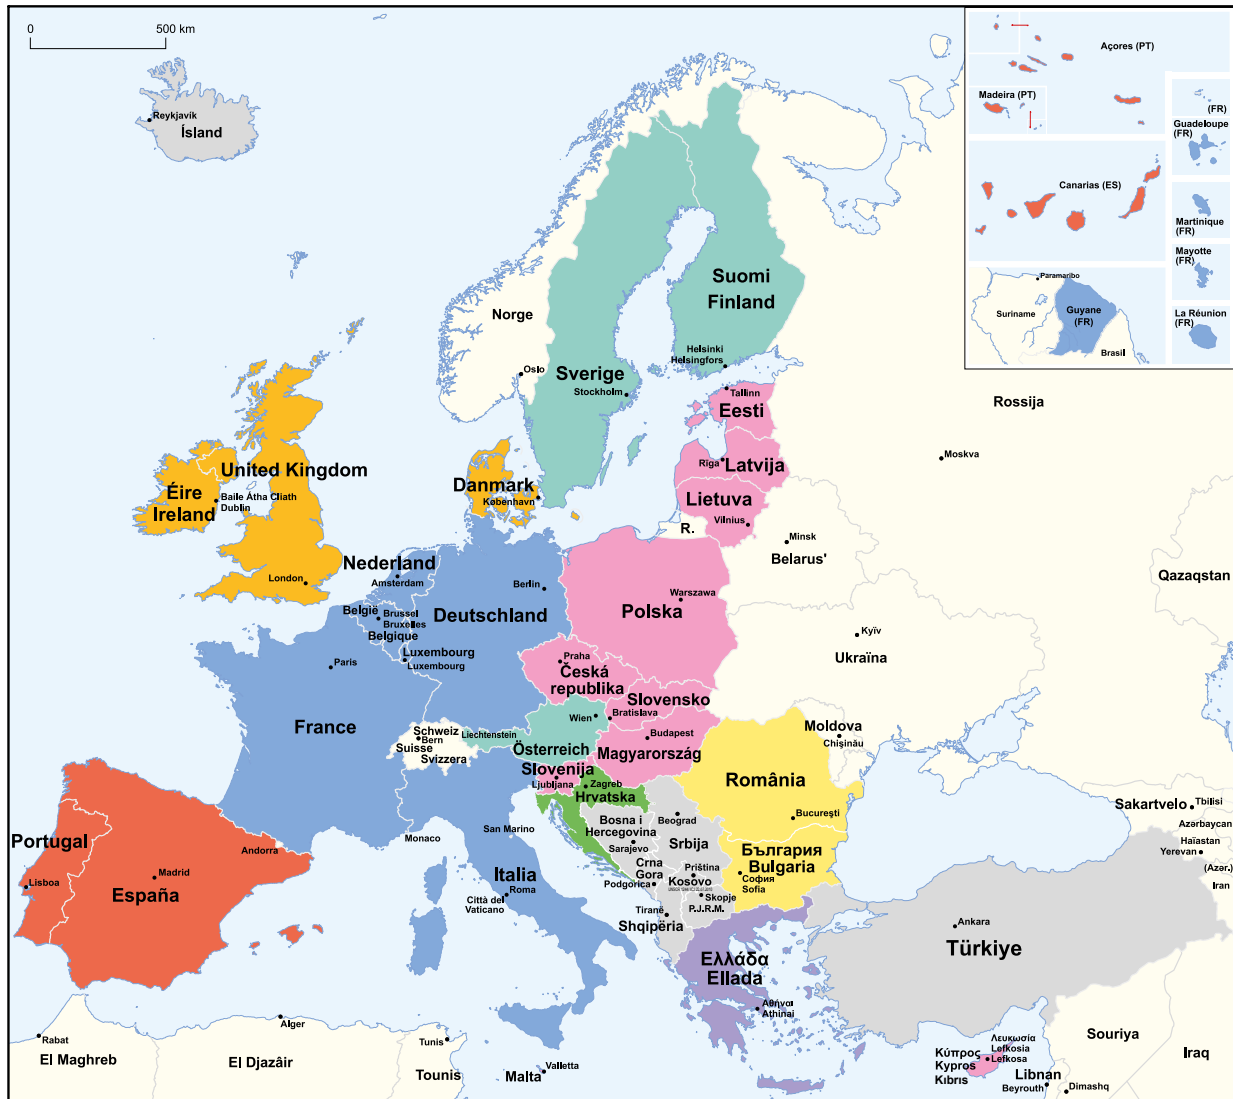 0
500 km
Reykjavík
Ísland
Açores (PT)
Madeira (PT)
(FR)
Guadeloupe
(FR)
Canarias (ES)
Martinique
(FR)
Mayotte
(FR)
Paramaribo
Suriname
Guyane
(FR)
Brasil
La Réunion
(FR)
Suomi
Finland
Norge
Helsinki
Helsingfors
Oslo
Sverige
Stockholm
Tallinn
Eesti
Rossija
Moskva
Rīga
Latvija
United Kingdom
Danmark
København
Éire
Ireland
Baile Átha Cliath
Dublin
Lietuva
Vilnius
R.
Minsk
Belarus'
Nederland
Amsterdam
London
Berlin
Deutschland
Warszawa
Polska
Qazaqstan
België
Brussel
Bruxelles
Belgique
Luxembourg
Luxembourg
Paris
Kyïv
Ukraïna
Praha
Česká
republika
Slovensko
Bratislava
Wien
France
Schweiz
Bern
Suisse
Svizzera
Liechtenstein
Österreich
Budapest
Magyarország
Moldova
Chişinău
Slovenija
Ljubljana
Zagreb
Hrvatska
România
Bucureşti
Sakartvelo
Tbilisi
Azərbaycan
Haïastan
Yerevan
(Azər.)
Iran
Bosna i
Hercegovina
Sarajevo
Beograd
Srbija
San Marino
Monaco
Portugal
Andorra
Lisboa
Madrid
España
Italia
Roma
Città del
Vaticano
Crna
Gora
Podgorica
Priština
Kosovo
Skopje
P.J.R.M.
България
Bulgaria
София
Sofia
Tiranë
Shqipëria
Ankara
Türkiye
Ελλάδα
Ellada
Αθήνα
Athinai
Rabat
El Maghreb
Alger
El Djazâir
Tunis
Tounis
Malta
Valletta
Κύπρος
Kypros
Kıbrıs
Λευκωσία
Lefkosia
Lefkosa
Libnan
Beyrouth
Dimashq
Souriya
Iraq